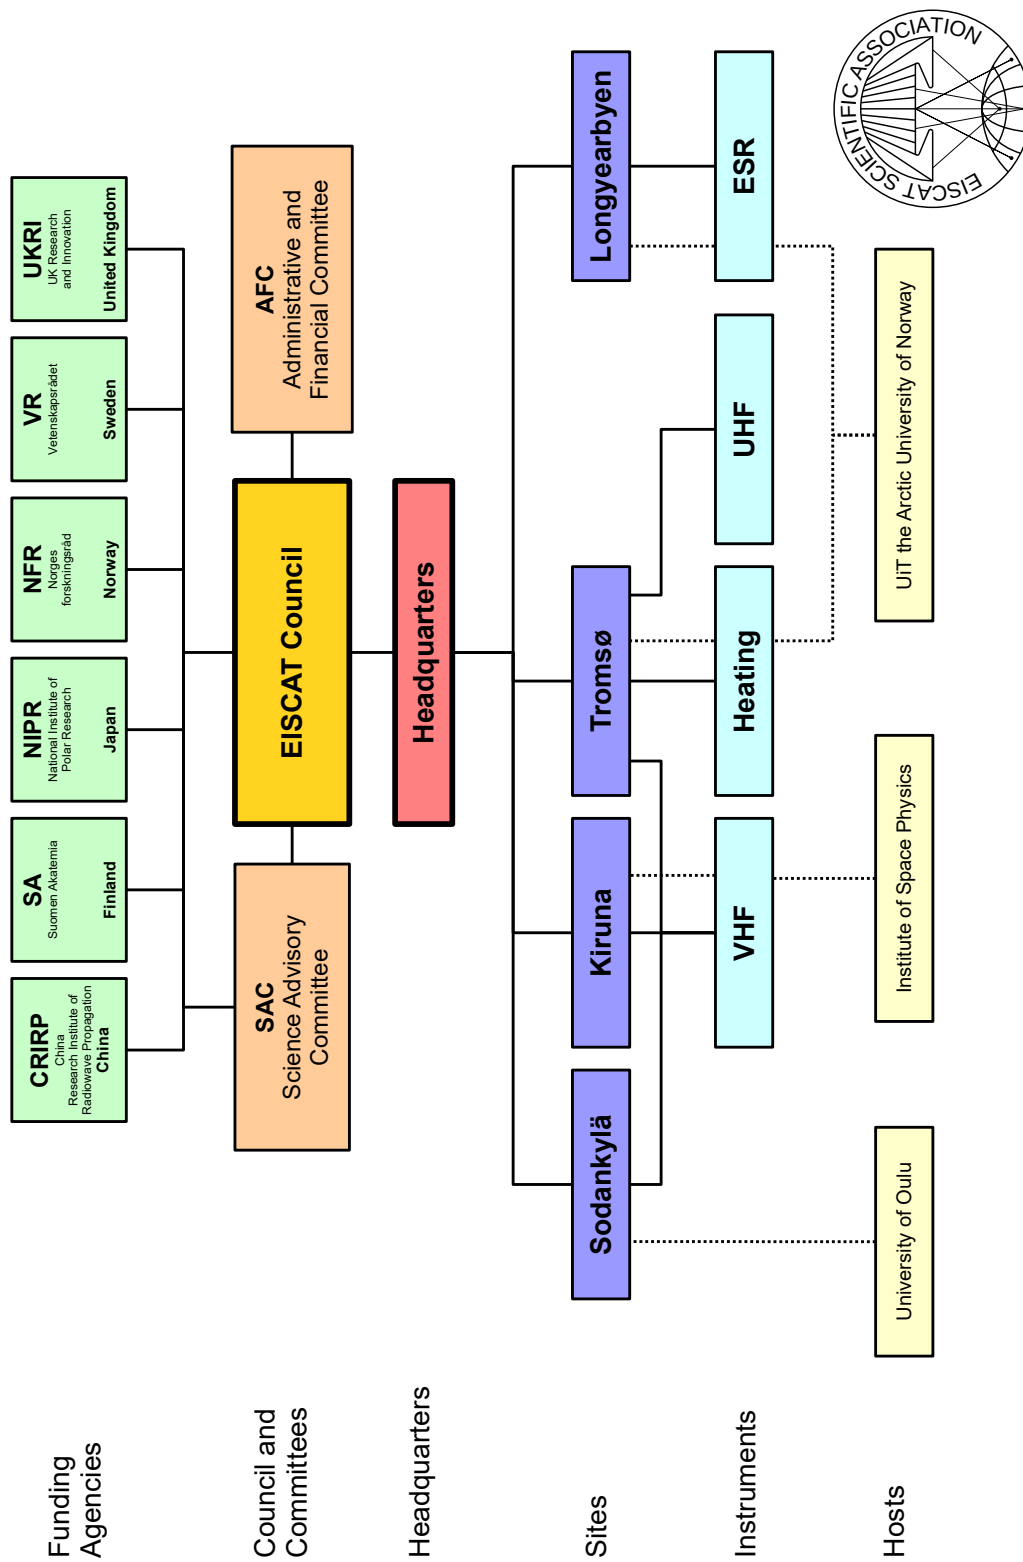 Funding
Agencies
CRIRP
China
Research Institute of
Radiowave Propagation
China
SA
Suomen Akatemia
Finland
NIPR
National Institute of
Polar Research
Japan
NFR
Norges
forskningsråd
Norway
VR
Vetenskapsrådet
Sweden
UKRI
UK Research
and Innovation
United Kingdom
Council and
Committees
SAC
Science Advisory
Committee
EISCAT Council
AFC
Administrative and
Financial Committee
Headquarters
Headquarters
Sites
Sodankylä
Kiruna
Tromsø
Longyearbyen
Instruments
VHF
Heating
UHF
ESR
Hosts
University of Oulu
Institute of Space Physics
UiT the Arctic University of Norway
EISCAT SCIENTIFIC ASSOCIATION